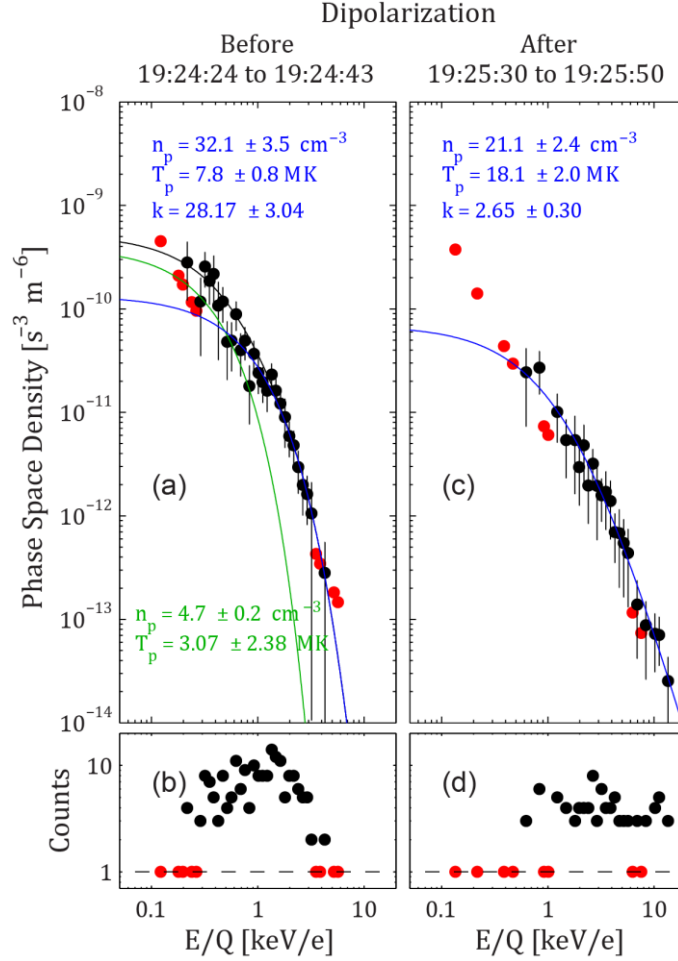 Dipolarization
Before
19:24:24 to 19:24:43
After
19:25:30 to 19:25:50
Phase Space Density [s⁻³ m⁻⁶]
10⁻⁸
10⁻⁹
10⁻¹⁰
10⁻¹¹
10⁻¹²
10⁻¹³
10⁻¹⁴
n_p = 32.1 ± 3.5 cm⁻³
T_p = 7.8 ± 0.8 MK
k = 28.17 ± 3.04
(a)
n_p = 4.7 ± 0.2 cm⁻³
T_p = 3.07 ± 2.38 MK
n_p = 21.1 ± 2.4 cm⁻³
T_p = 18.1 ± 2.0 MK
k = 2.65 ± 0.30
(c)
Counts
10
1
(b)
(d)
0.1 1 10
0.1 1 10
E/Q [keV/e]
E/Q [keV/e]